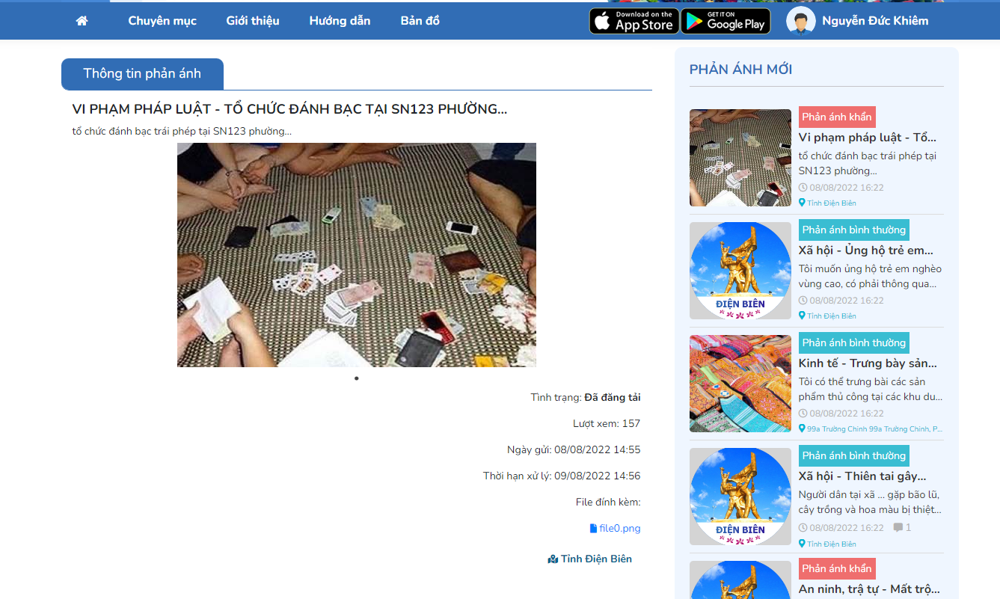 Chuyên mục Giới thiệu Hướng dẫn Bản đồ
Download on the App Store
GET IT ON Google Play
Nguyễn Đức Khiêm
Thông tin phản ánh
VI PHẠM PHÁP LUẬT - TỔ CHỨC ĐÁNH BẠC TẠI SN123 PHƯỜNG...
tổ chức đánh bạc trái phép tại SN123 phường...
Tình trạng: Đã đăng tải
Lượt xem: 157
Ngày gửi: 08/08/2022 14:55
Thời hạn xử lý: 09/08/2022 14:56
File đính kèm:
file0.png
Tỉnh Điện Biên
PHẢN ÁNH MỚI
Phản ánh khẩn
Vi phạm pháp luật - Tổ...
tổ chức đánh bạc trái phép tại
SN123 phường...
08/08/2022 16:22
Tỉnh Điện Biên
ĐIỆN BIÊN
Phản ánh bình thường
Xã hội - Ủng hộ trẻ em...
Tôi muốn ủng hộ trẻ em nghèo
vùng cao, có phải thông qua...
08/08/2022 16:22
Tỉnh Điện Biên
Phản ánh bình thường
Kinh tế - Trưng bày sản...
Tôi có thể trưng bài các sản
phẩm thủ công tại các khu du...
08/08/2022 16:22
99a Trường Chinh 99a Trường Chinh, P...
ĐIỆN BIÊN
Phản ánh bình thường
Xã hội - Thiên tai gây...
Người dân tại xã ... gặp bão lũ,
cây trồng và hoa màu bị thiệt...
08/08/2022 16:22 1
Tỉnh Điện Biên
Phản ánh khẩn
An ninh, trậ tự - Mất trộ...